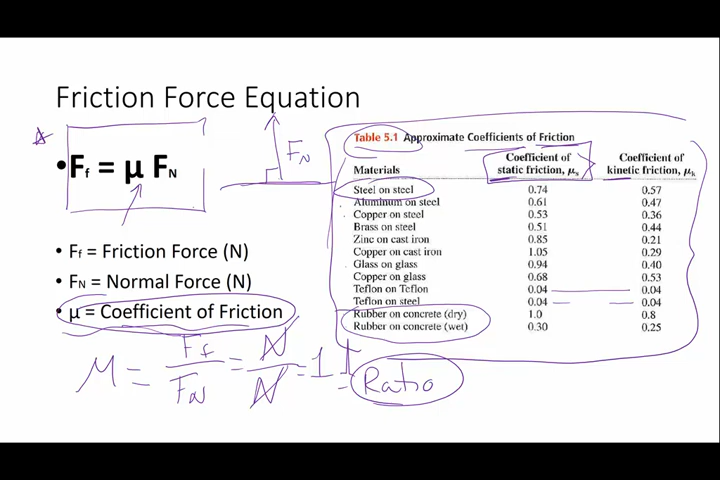 Friction Force Equation
•Ff = μ FN
FN
• Ff = Friction Force (N)
• FN = Normal Force (N)
• μ = Coefficient of Friction
μ = Ff / FN = N / N = 1
Ratio
Table 5.1 Approximate Coefficients of Friction
Materials Coefficient of static friction, μs Coefficient of kinetic friction, μk
Steel on steel 0.74 0.57
Aluminum on steel 0.61 0.47
Copper on steel 0.53 0.36
Brass on steel 0.51 0.44
Zinc on cast iron 0.85 0.21
Copper on cast iron 1.05 0.29
Glass on glass 0.94 0.40
Copper on glass 0.68 0.53
Teflon on Teflon 0.04 0.04
Teflon on steel 0.04 0.04
Rubber on concrete (dry) 1.0 0.8
Rubber on concrete (wet) 0.30 0.25